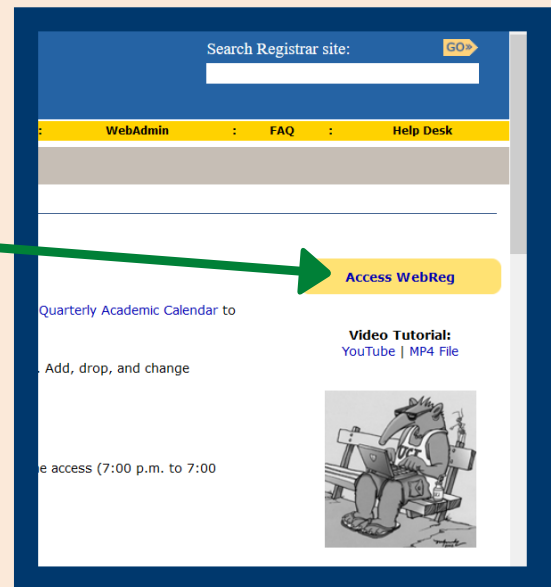 Search Registrar site:
GO»
: WebAdmin : FAQ : Help Desk
Access WebReg
Quarterly Academic Calendar to
Video Tutorial:
YouTube | MP4 File
. Add, drop, and change
UCI
e access (7:00 p.m. to 7:00